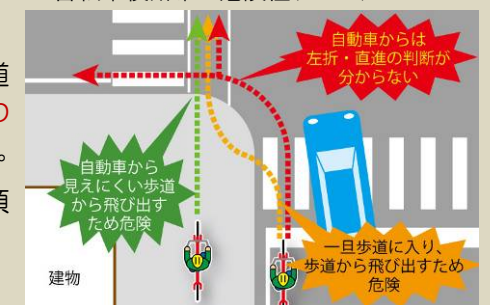 道
の
。
頂
自動車からは
左折・直進の判断が
分からない
自動車から
見えにくい歩道
から飛び出す
ため危険
一旦歩道に入り、
歩道から飛び出すため
危険
建物